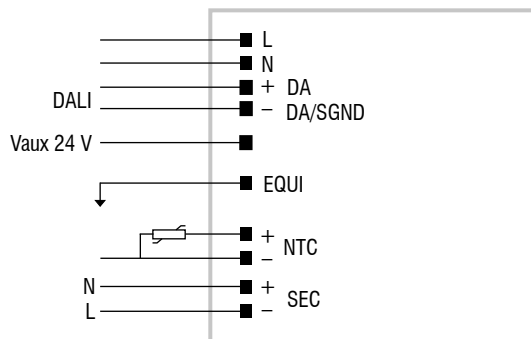 L
N
+ DA
DALI
− DA/SGND
Vaux 24 V
EQUI
+
NTC
−
N
+
SEC
L
−